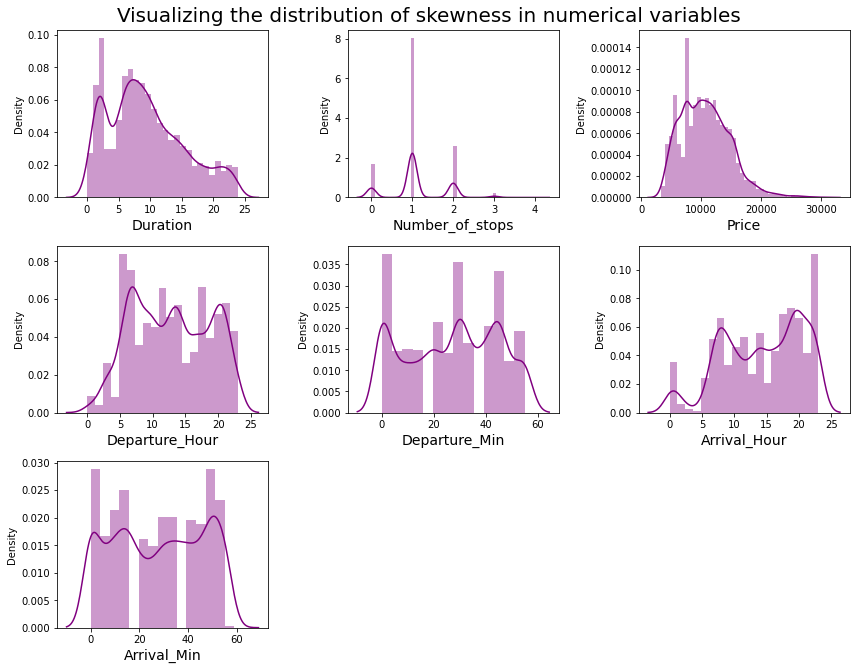 Visualizing the distribution of skewness in numerical variables
0.10
0.08
0.06
0.04
0.02
0.00
Density
0 5 10 15 20 25
Duration
8
6
4
2
0
Density
0 1 2 3 4
Number_of_stops
0.00014
0.00012
0.00010
0.00008
0.00006
0.00004
0.00002
0.00000
Density
0 10000 20000 30000
Price
0.08
0.06
0.04
0.02
0.00
Density
0 5 10 15 20 25
Departure_Hour
0.035
0.030
0.025
0.020
0.015
0.010
0.005
0.000
Density
0 20 40 60
Departure_Min
0.10
0.08
0.06
0.04
0.02
0.00
Density
0 5 10 15 20 25
Arrival_Hour
0.030
0.025
0.020
0.015
0.010
0.005
0.000
Density
0 20 40 60
Arrival_Min